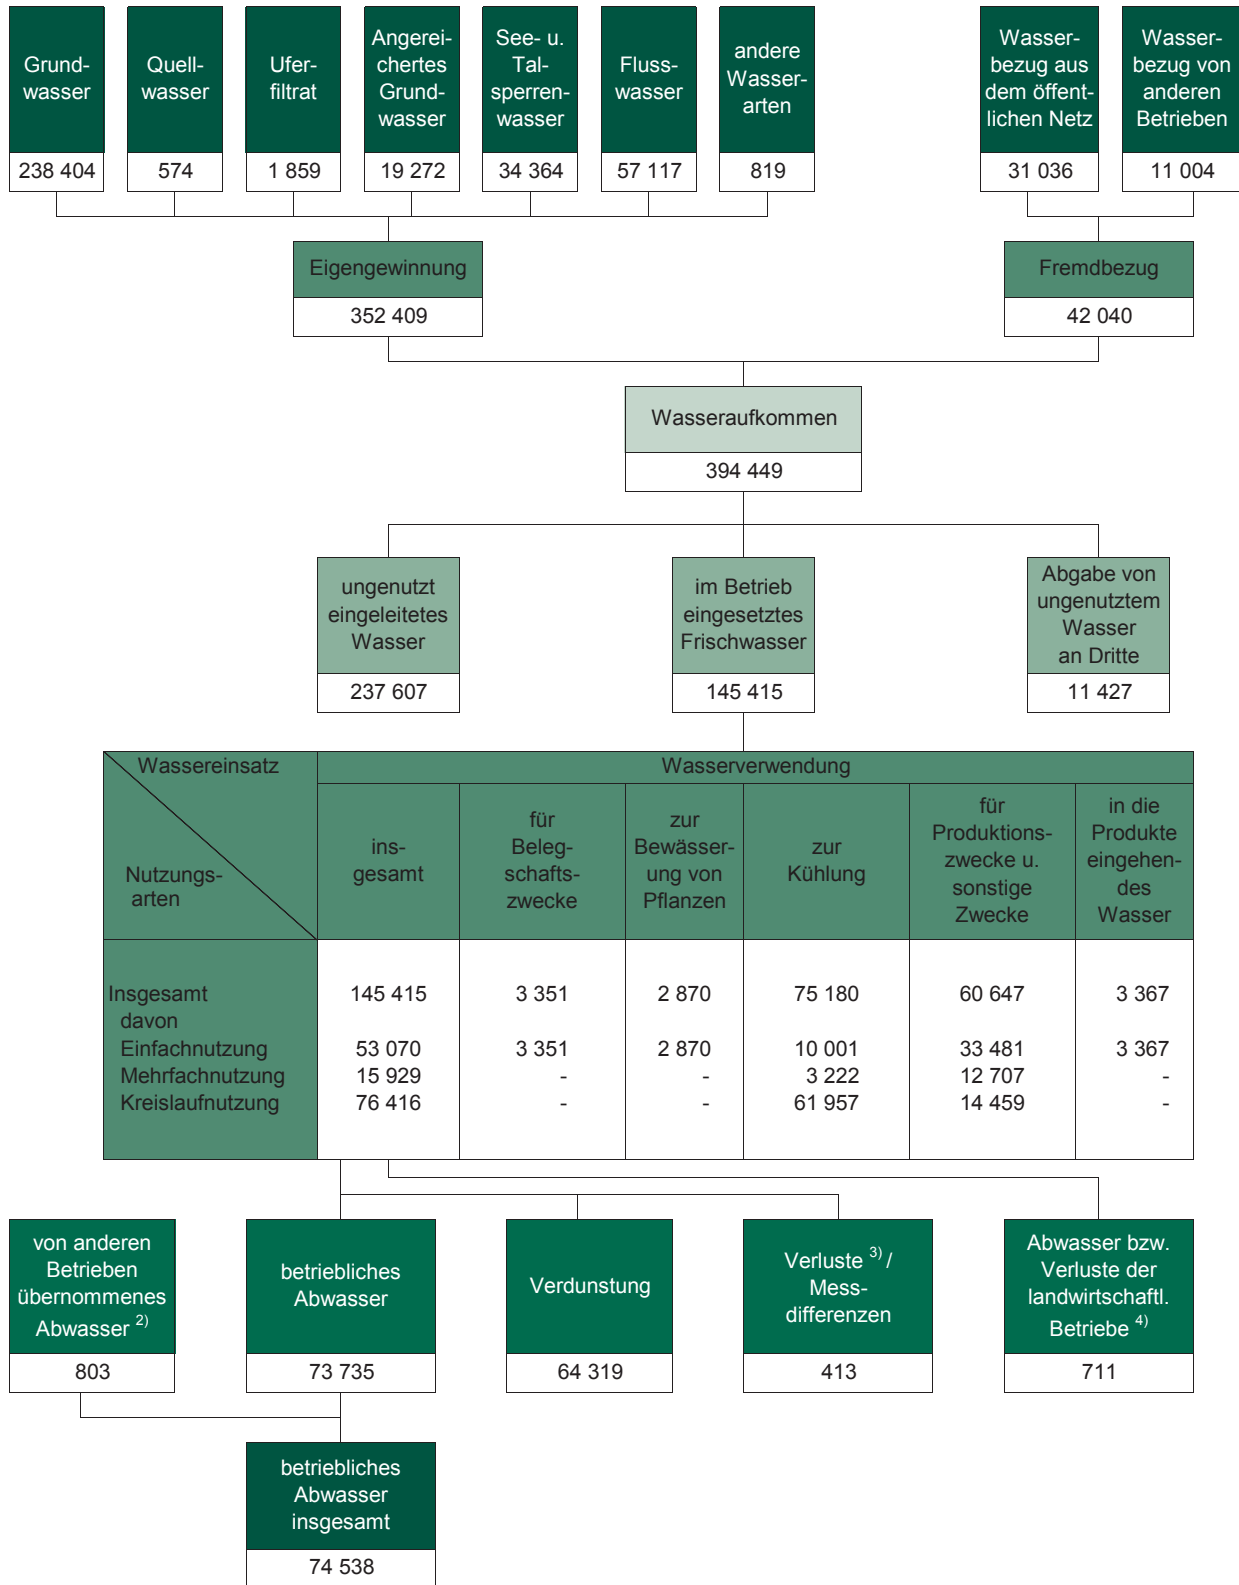 Grund-
wasser
238 404
Quell-
wasser
574
Ufer-
filtrat
1 859
Angerei-
chertes
Grund-
wasser
19 272
See- u.
Tal-
sperren-
wasser
34 364
Fluss-
wasser
57 117
andere
Wasser-
arten
819
Wasser-
bezug aus
dem öffent-
lichen Netz
31 036
Wasser-
bezug von
anderen
Betrieben
11 004
Eigengewinnung
352 409
Fremdbezug
42 040
Wasseraufkommen
394 449
ungenutzt
eingeleitetes
Wasser
237 607
im Betrieb
eingesetztes
Frischwasser
145 415
Abgabe von
ungenutztem
Wasser
an Dritte
11 427
Wassereinsatz
Nutzungs-
arten
Wasserverwendung
ins-
gesamt
für
Beleg-
schafts-
zwecke
zur
Bewässer-
ung von
Pflanzen
zur
Kühlung
für
Produktions-
zwecke u.
sonstige
Zwecke
in die
Produkte
eingehen-
des
Wasser
Insgesamt 145 415 3 351 2 870 75 180 60 647 3 367
davon
Einfachnutzung 53 070 3 351 2 870 10 001 33 481 3 367
Mehrfachnutzung 15 929 - - 3 222 12 707 -
Kreislaufnutzung 76 416 - - 61 957 14 459 -
von anderen
Betrieben
übernommenes
Abwasser 2)
803
betriebliches
Abwasser
73 735
Verdunstung
64 319
Verluste 3) /
Mess-
differenzen
413
Abwasser bzw.
Verluste der
landwirtschaftl.
Betriebe 4)
711
betriebliches
Abwasser
insgesamt
74 538